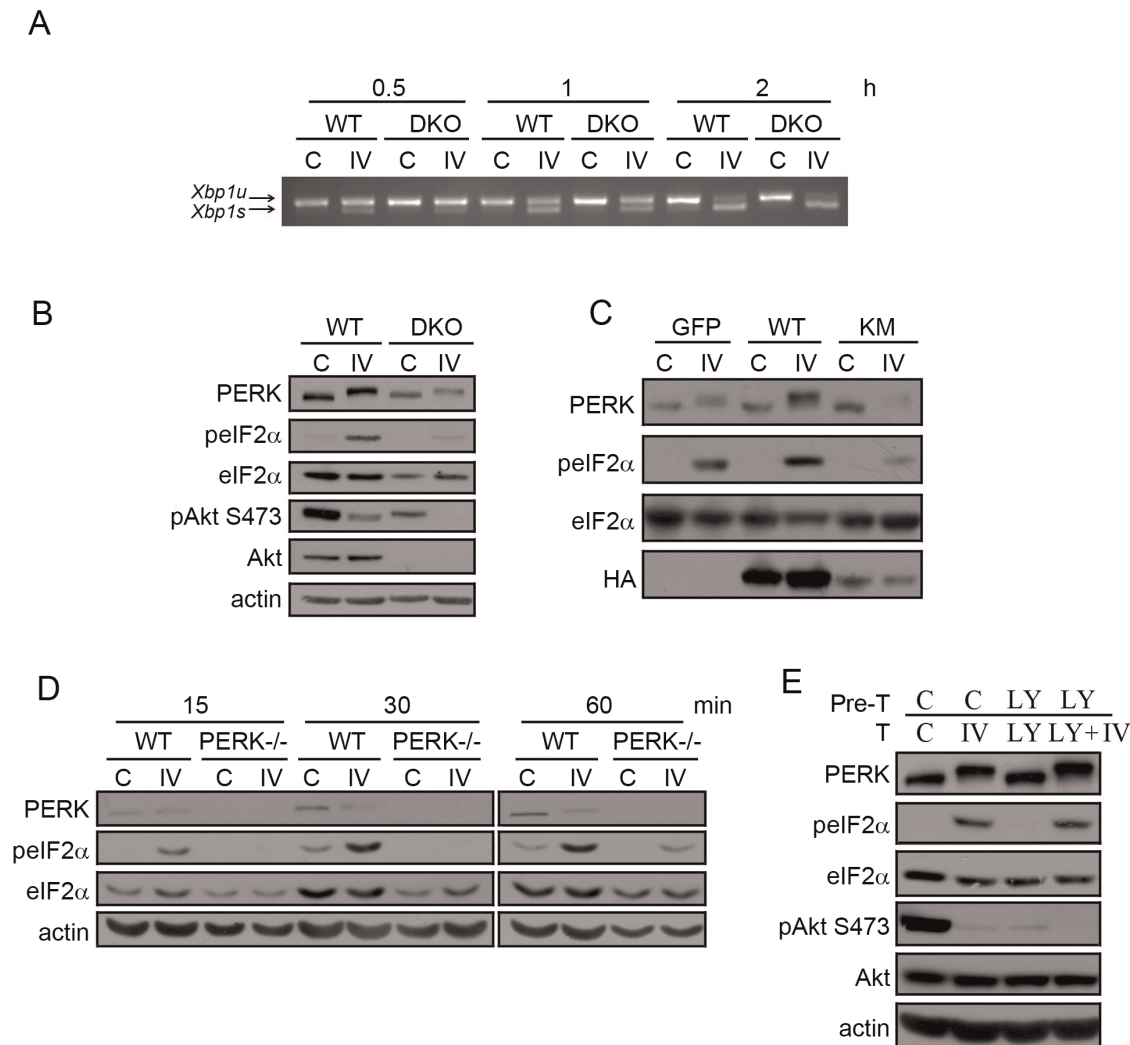 A
0.5 1 2 h
WT DKO WT DKO WT DKO
C IV C IV C IV C IV C IV C IV
Xbp1u
Xbp1s
B
WT DKO
C IV C IV
PERK
peIF2α
eIF2α
pAkt S473
Akt
actin
C
GFP WT KM
C IV C IV C IV
PERK
peIF2α
eIF2α
HA
D
15 30 60 min
WT PERK-/- WT PERK-/- WT PERK-/-
C IV C IV C IV C IV C IV C IV
PERK
peIF2α
eIF2α
actin
E
Pre-T C C LY LY
T C IV LY LY+ IV
PERK
peIF2α
eIF2α
pAkt S473
Akt
actin